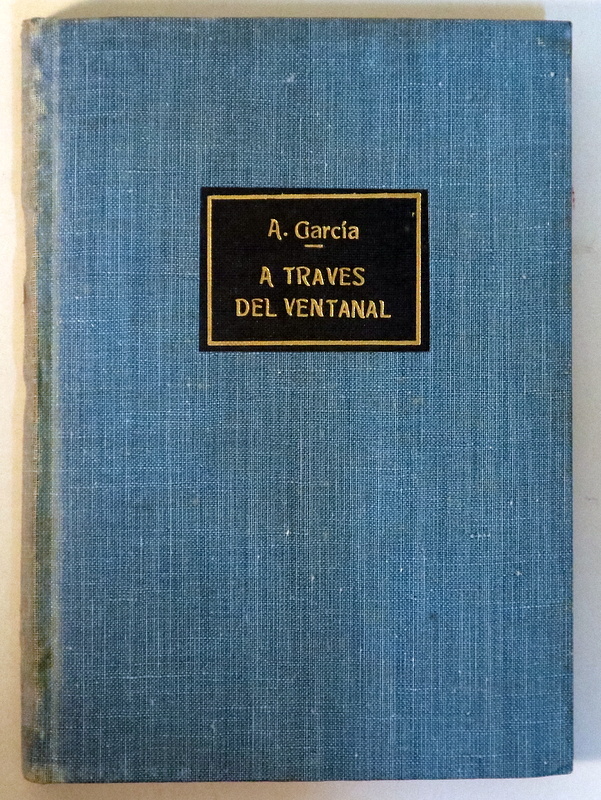 A. García
A TRAVES
DEL VENTANAL